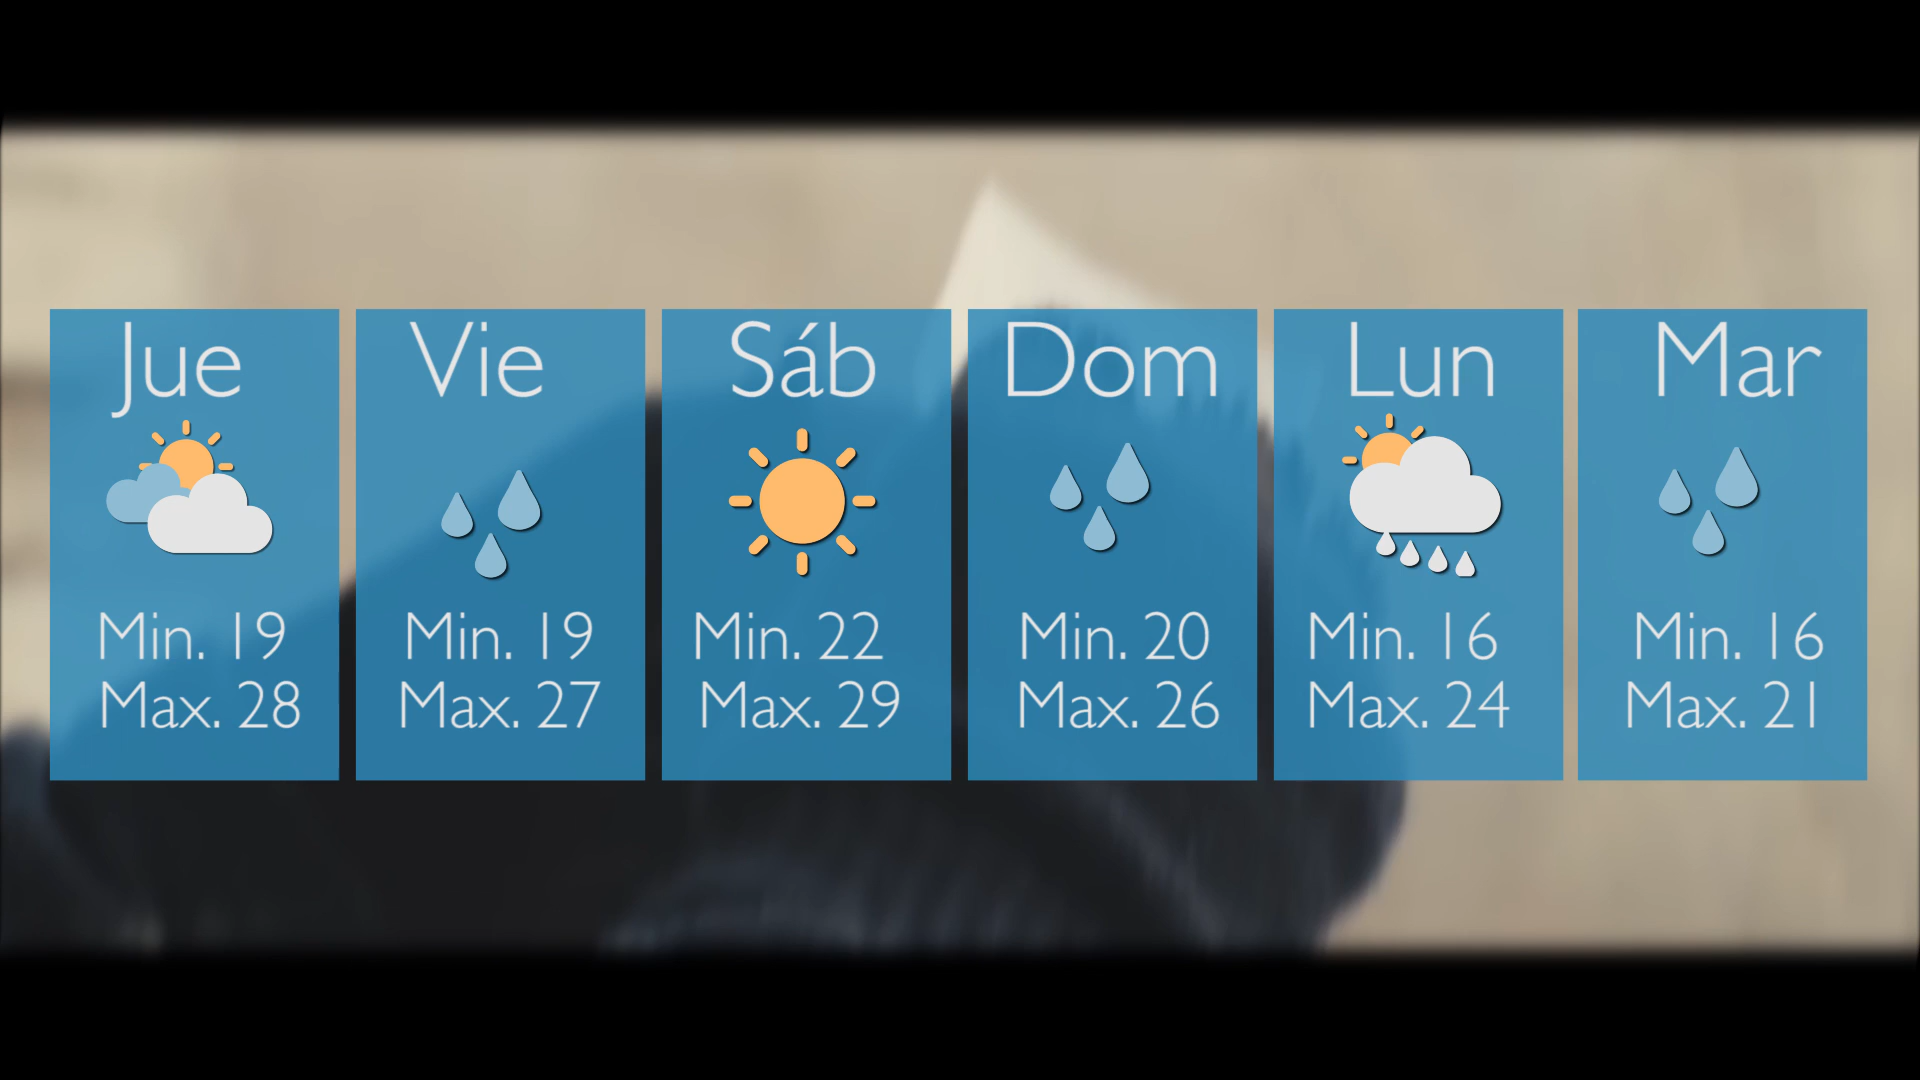 Jue
Min. 19
Max. 28
Vie
Min. 19
Max. 27
Sáb
Min. 22
Max. 29
Dom
Min. 20
Max. 26
Lun
Min. 16
Max. 24
Mar
Min. 16
Max. 21